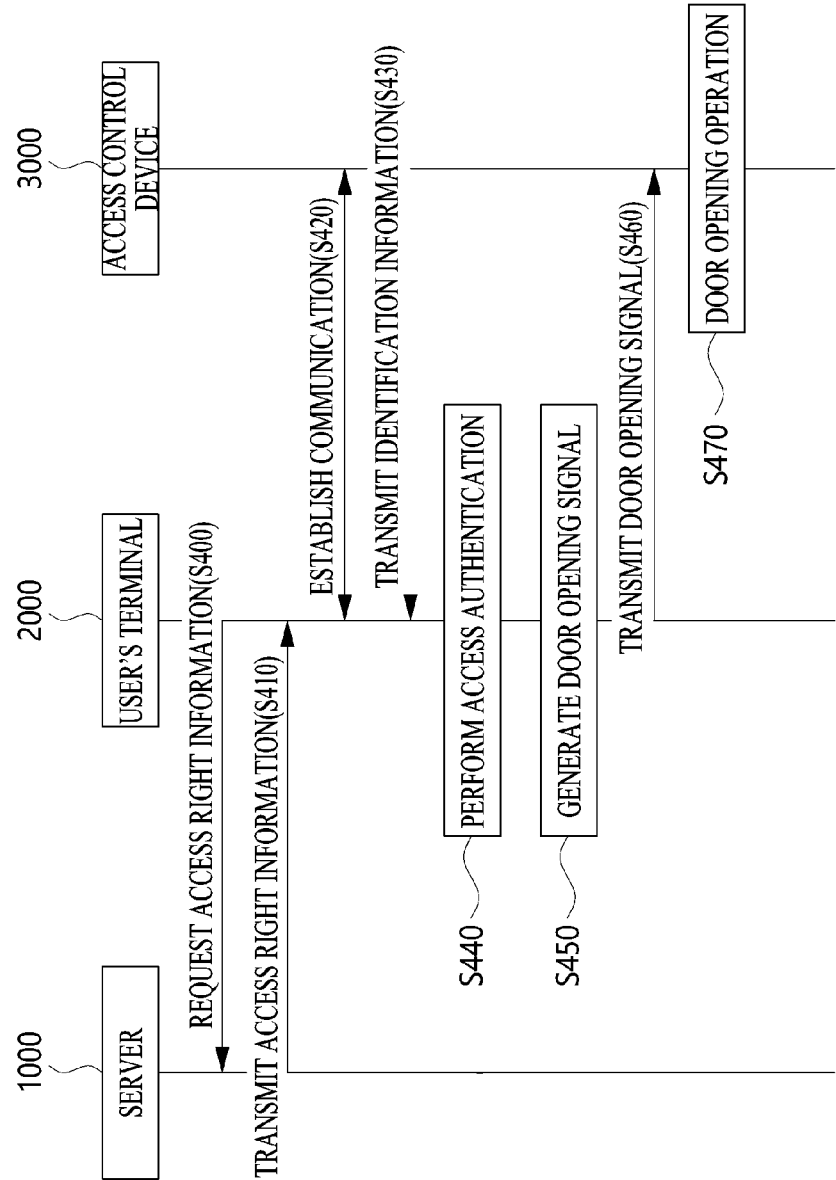 1000
2000
3000
SERVER
USER'S TERMINAL
ACCESS CONTROL
DEVICE
REQUEST ACCESS RIGHT INFORMATION(S400)
TRANSMIT ACCESS RIGHT INFORMATION(S410)
ESTABLISH COMMUNICATION(S420)
TRANSMIT IDENTIFICATION INFORMATION(S430)
S440
PERFORM ACCESS AUTHENTICATION
S450
GENERATE DOOR OPENING SIGNAL
TRANSMIT DOOR OPENING SIGNAL(S460)
S470
DOOR OPENING OPERATION